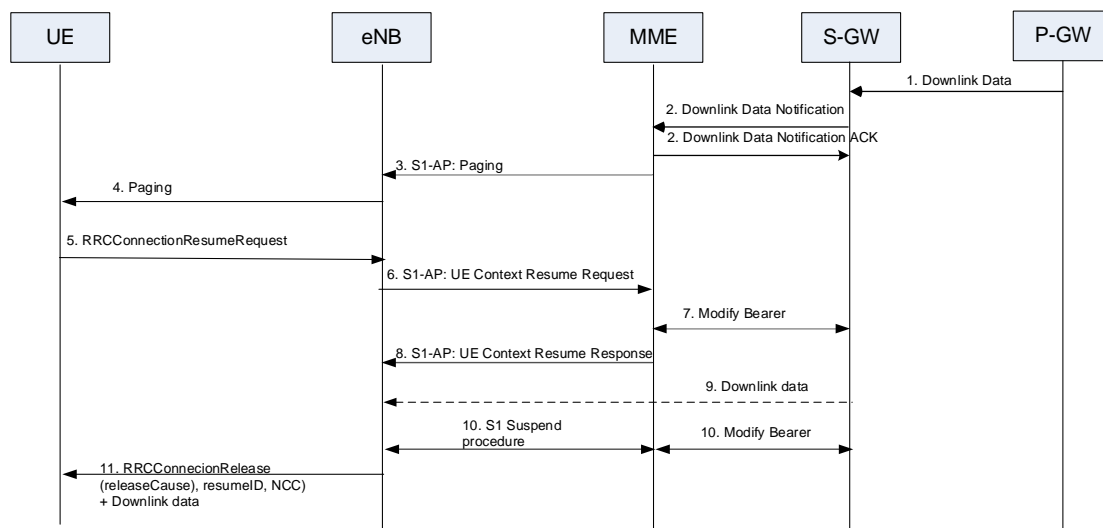 UE
eNB
MME
S-GW
P-GW
1. Downlink Data
2. Downlink Data Notification
2. Downlink Data Notification ACK
3. S1-AP: Paging
4. Paging
5. RRCConnectionResumeRequest
6. S1-AP: UE Context Resume Request
7. Modify Bearer
8. S1-AP: UE Context Resume Response
9. Downlink data
10. S1 Suspend
procedure
10. Modify Bearer
11. RRCConnecionRelease
(releaseCause), resumeID, NCC)
+ Downlink data